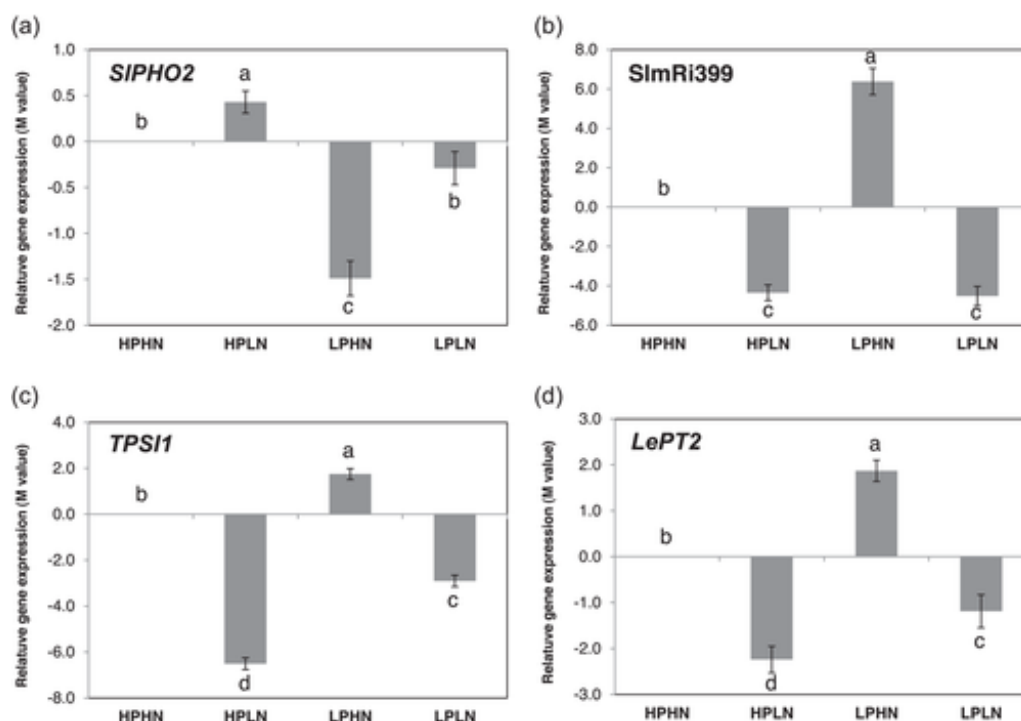 (a)
Relatuve gene expression (M value)
1.0
0.5
0.0
-0.5
-1.0
-1.5
-2.0
SlPHO2
b
a
c
b
HPHN HPLN LPHN LPLN
(b)
Relatuve gene expression (M value)
8.0
6.0
4.0
2.0
0.0
-2.0
-4.0
-6.0
SlmRi399
b
c
a
c
HPHN HPLN LPHN LPLN
(c)
Relatuve gene expression (M value)
4.0
2.0
0.0
-2.0
-4.0
-6.0
-8.0
TPSI1
b
d
a
c
HPHN HPLN LPHN LPLN
(d)
Relatuve gene expression (M value)
3.0
2.0
1.0
0.0
-1.0
-2.0
-3.0
LePT2
b
d
a
c
HPHN HPLN LPHN LPLN